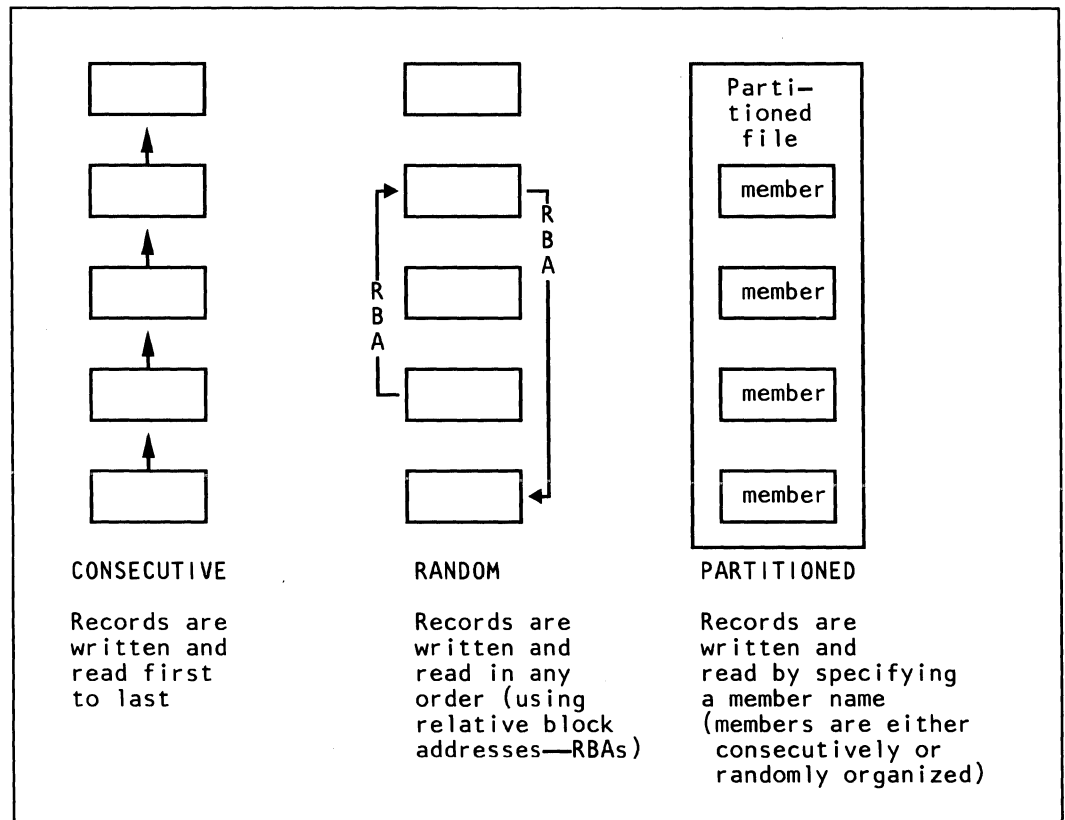 Parti—
tioned
file
member
member
member
member
RBA
RBA
CONSECUTIVE
Records are
written and
read first
to last
RANDOM
Records are
written and
read in any
order (using
relative block
addresses—RBAs)
PARTITIONED
Records are
written and
read by specifying
a member name
(members are either
consecutively or
randomly organized)